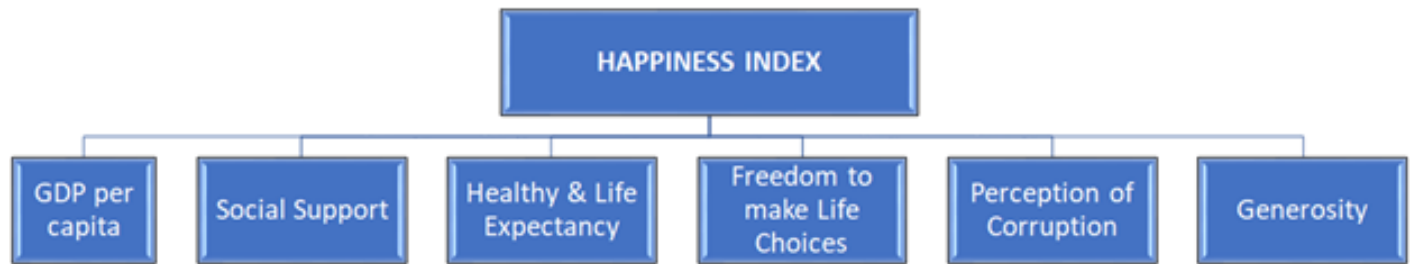 HAPPINESS INDEX
GDP per
capita
Social Support
Healthy & Life
Expectancy
Freedom to
make Life
Choices
Perception of
Corruption
Generosity